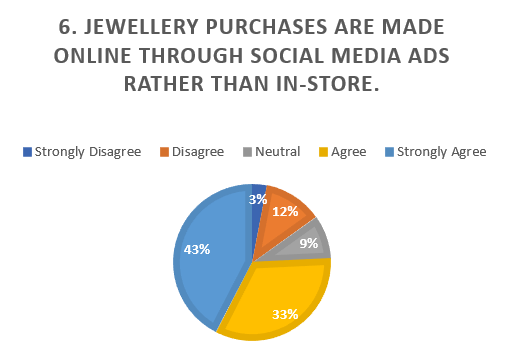 6. JEWELLERY PURCHASES ARE MADE
ONLINE THROUGH SOCIAL MEDIA ADS
RATHER THAN IN-STORE.
Strongly Disagree Disagree Neutral Agree Strongly Agree
3%
12%
9%
43%
33%